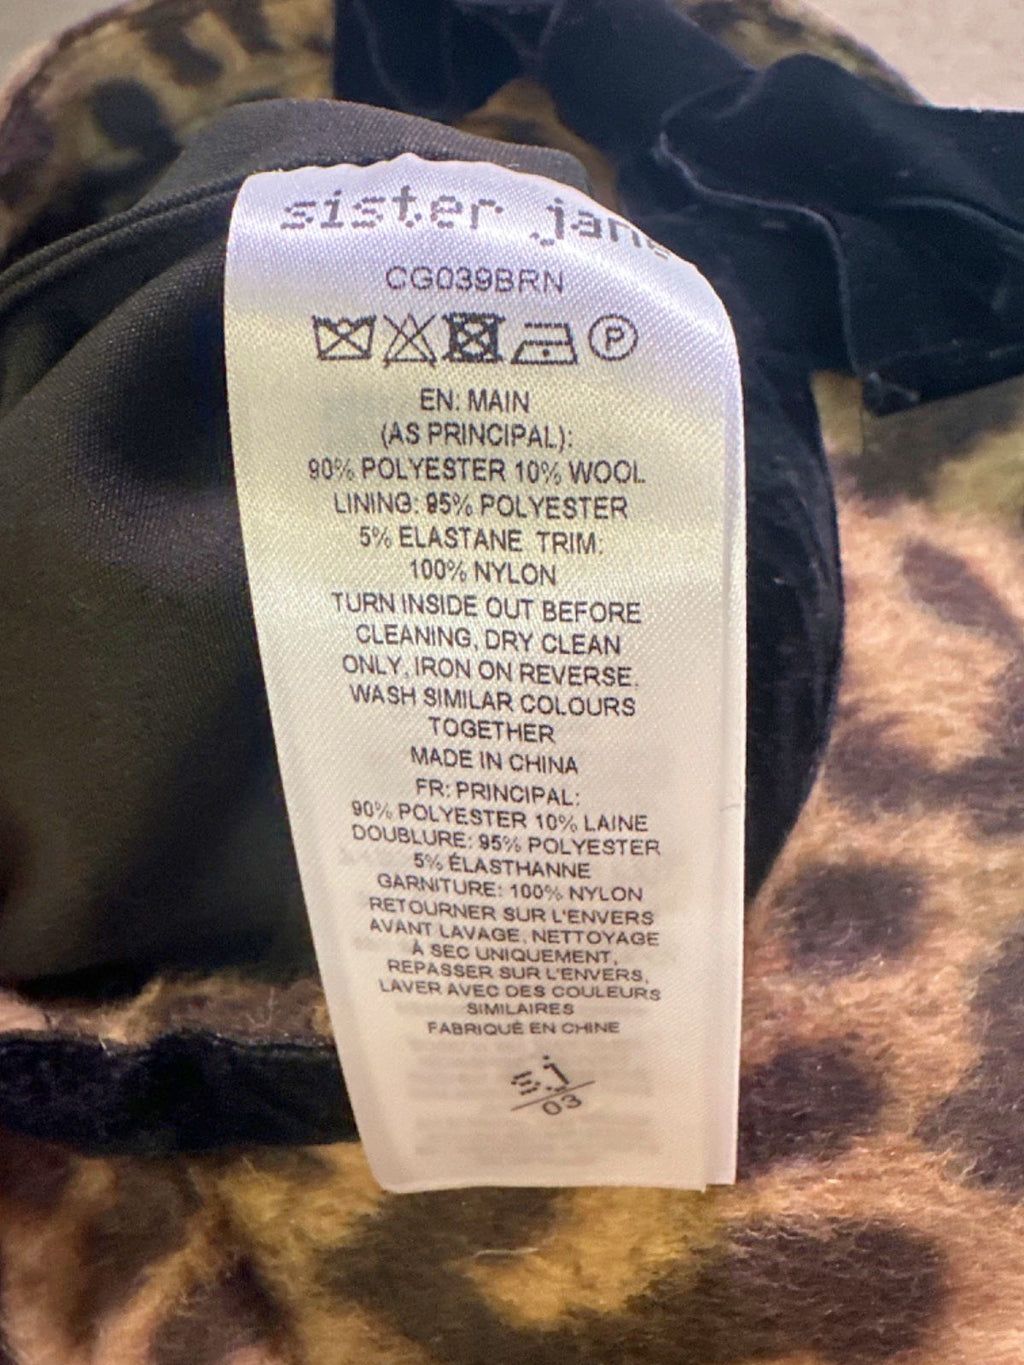 sister jane
CG039BRN
P
EN: MAIN
(AS PRINCIPAL):
90% POLYESTER 10% WOOL
LINING: 95% POLYESTER
5% ELASTANE TRIM:
100% NYLON
TURN INSIDE OUT BEFORE
CLEANING, DRY CLEAN
ONLY, IRON ON REVERSE.
WASH SIMILAR COLOURS
TOGETHER
MADE IN CHINA
FR: PRINCIPAL:
90% POLYESTER 10% LAINE
DOUBLURE: 95% POLYESTER
5% ÉLASTHANNE
GARNITURE: 100% NYLON
RETOURNER SUR L'ENVERS
AVANT LAVAGE, NETTOYAGE
À SEC UNIQUEMENT,
REPASSER SUR L'ENVERS,
LAVER AVEC DES COULEURS
SIMILAIRES
FABRIQUÉ EN CHINE
s.j
03